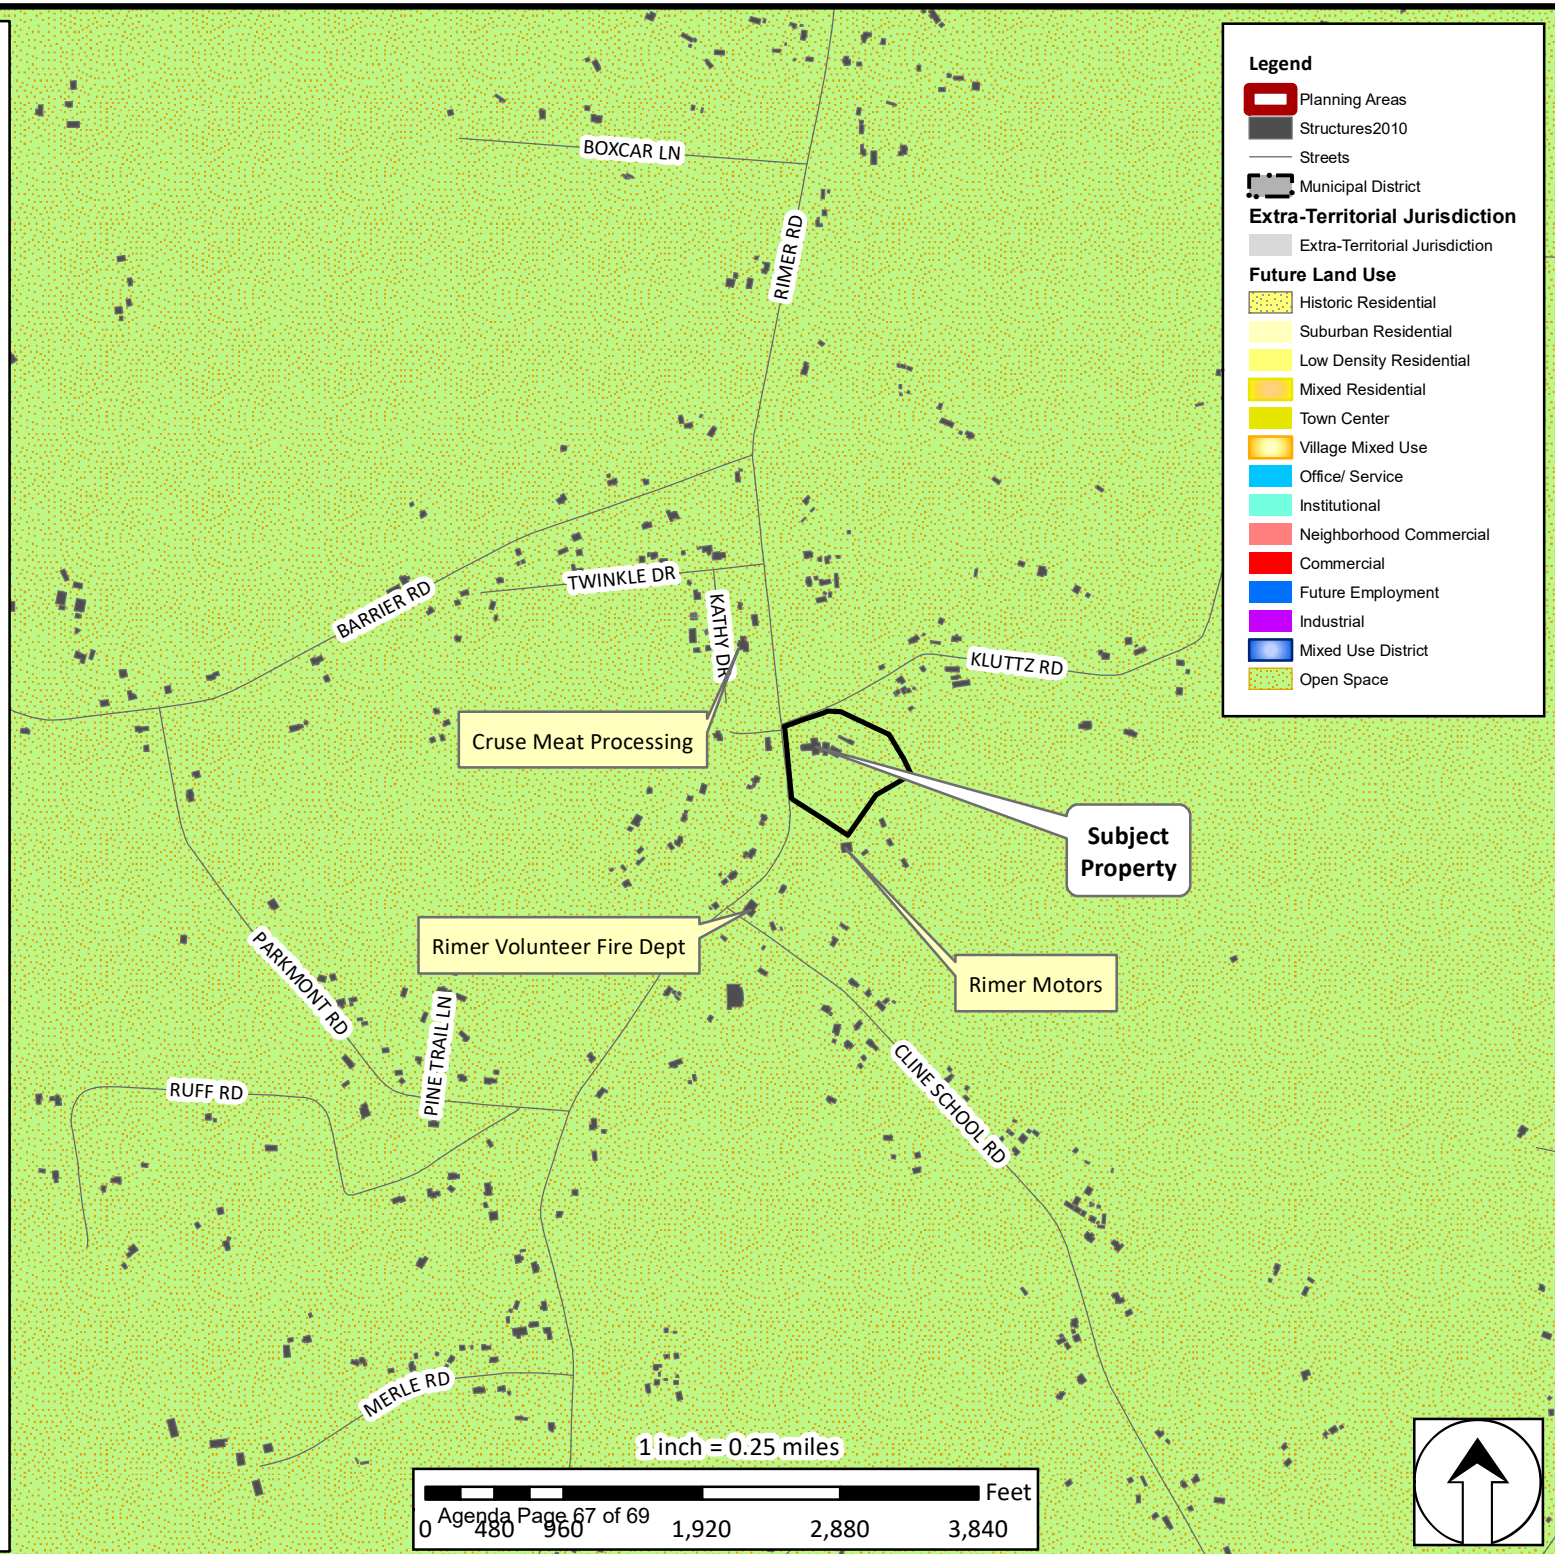 BOXCAR LN
RIMER RD
TWINKLE DR
BARRIER RD
KATHY DR
KLUTTZ RD
Cruse Meat Processing
Subject
Property
Rimer Volunteer Fire Dept
Rimer Motors
PARKMONT RD
PINE TRAIL LN
RUFF RD
CLINE SCHOOL RD
MERLE RD
Legend
Planning Areas
Structures2010
Streets
Municipal District
Extra-Territorial Jurisdiction
Extra-Territorial Jurisdiction
Future Land Use
Historic Residential
Suburban Residential
Low Density Residential
Mixed Residential
Town Center
Village Mixed Use
Office/ Service
Institutional
Neighborhood Commercial
Commercial
Future Employment
Industrial
Mixed Use District
Open Space
1 inch = 0.25 miles
Feet
Agenda Page 67 of 69
0 480 960 1,920 2,880 3,840